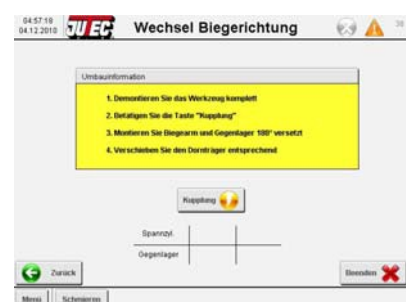 04:57:18
04.12.2010
JUTEC
Wechsel Biegerichtung
30
Umbauinformation
1. Demontieren Sie das Werkzeug komplett
2. Betätigen Sie die Taste "Kupplung"
3. Montieren Sie Biegearm und Gegenlager 180° versetzt
4. Verschieben Sie den Dornträger entsprechend
Kupplung
Spannzyl.
Gegenlager
Zurück
Beenden
Menü
Schmieren